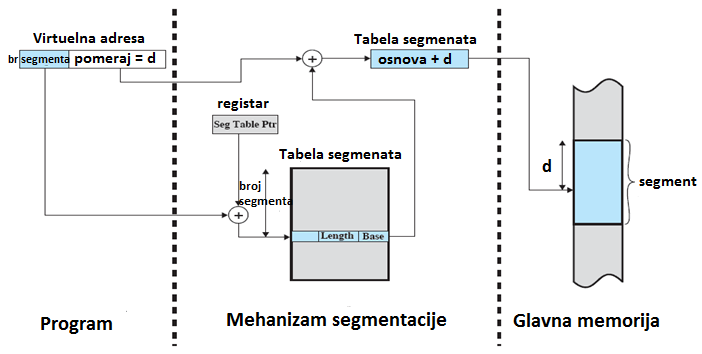 Virtuelna adresa
br segmenta pomeraj = d
Tabela segmenata
osnova + d
+
registar
Seg Table Ptr
Tabela segmenata
broj
segmenta
+
Length Base
d
segment
Program
Mehanizam segmentacije
Glavna memorija